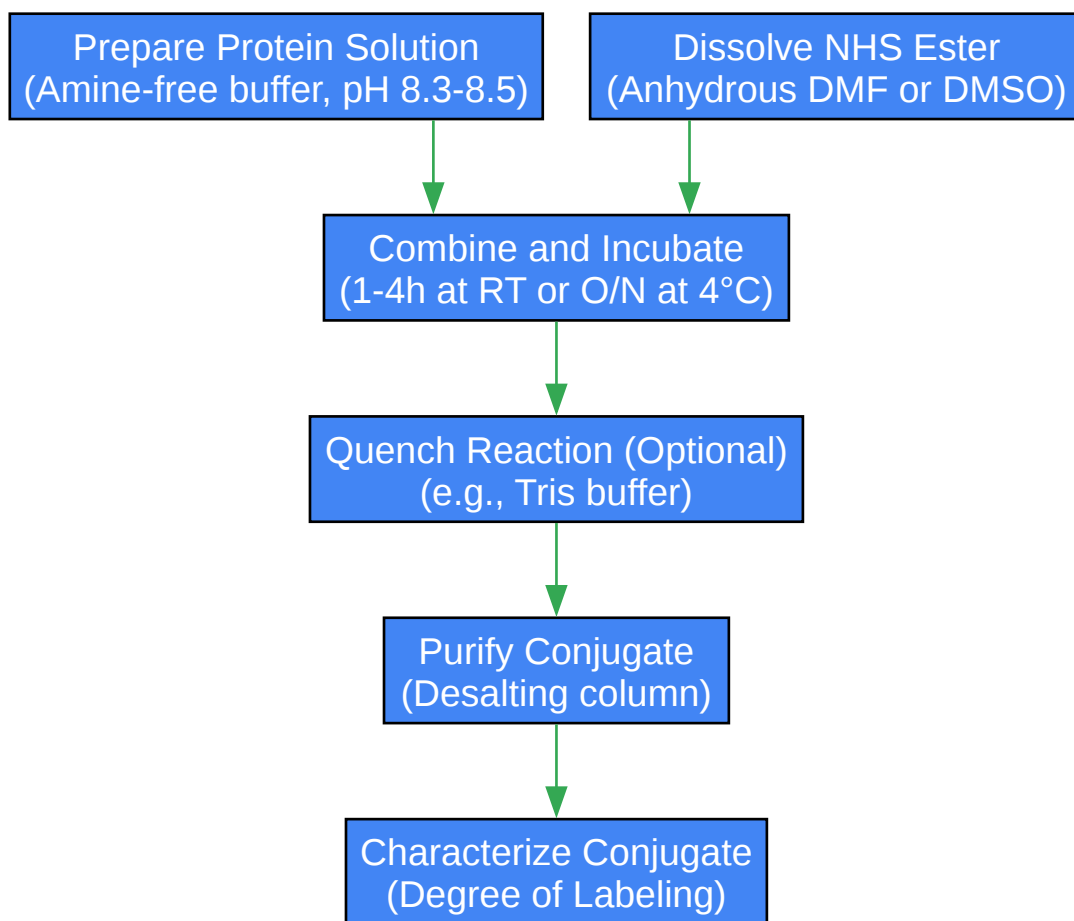 Prepare Protein Solution
(Amine-free buffer, pH 8.3-8.5)
Dissolve NHS Ester
(Anhydrous DMF or DMSO)
Combine and Incubate
(1-4h at RT or O/N at 4°C)
Quench Reaction (Optional)
(e.g., Tris buffer)
Purify Conjugate
(Desalting column)
Characterize Conjugate
(Degree of Labeling)